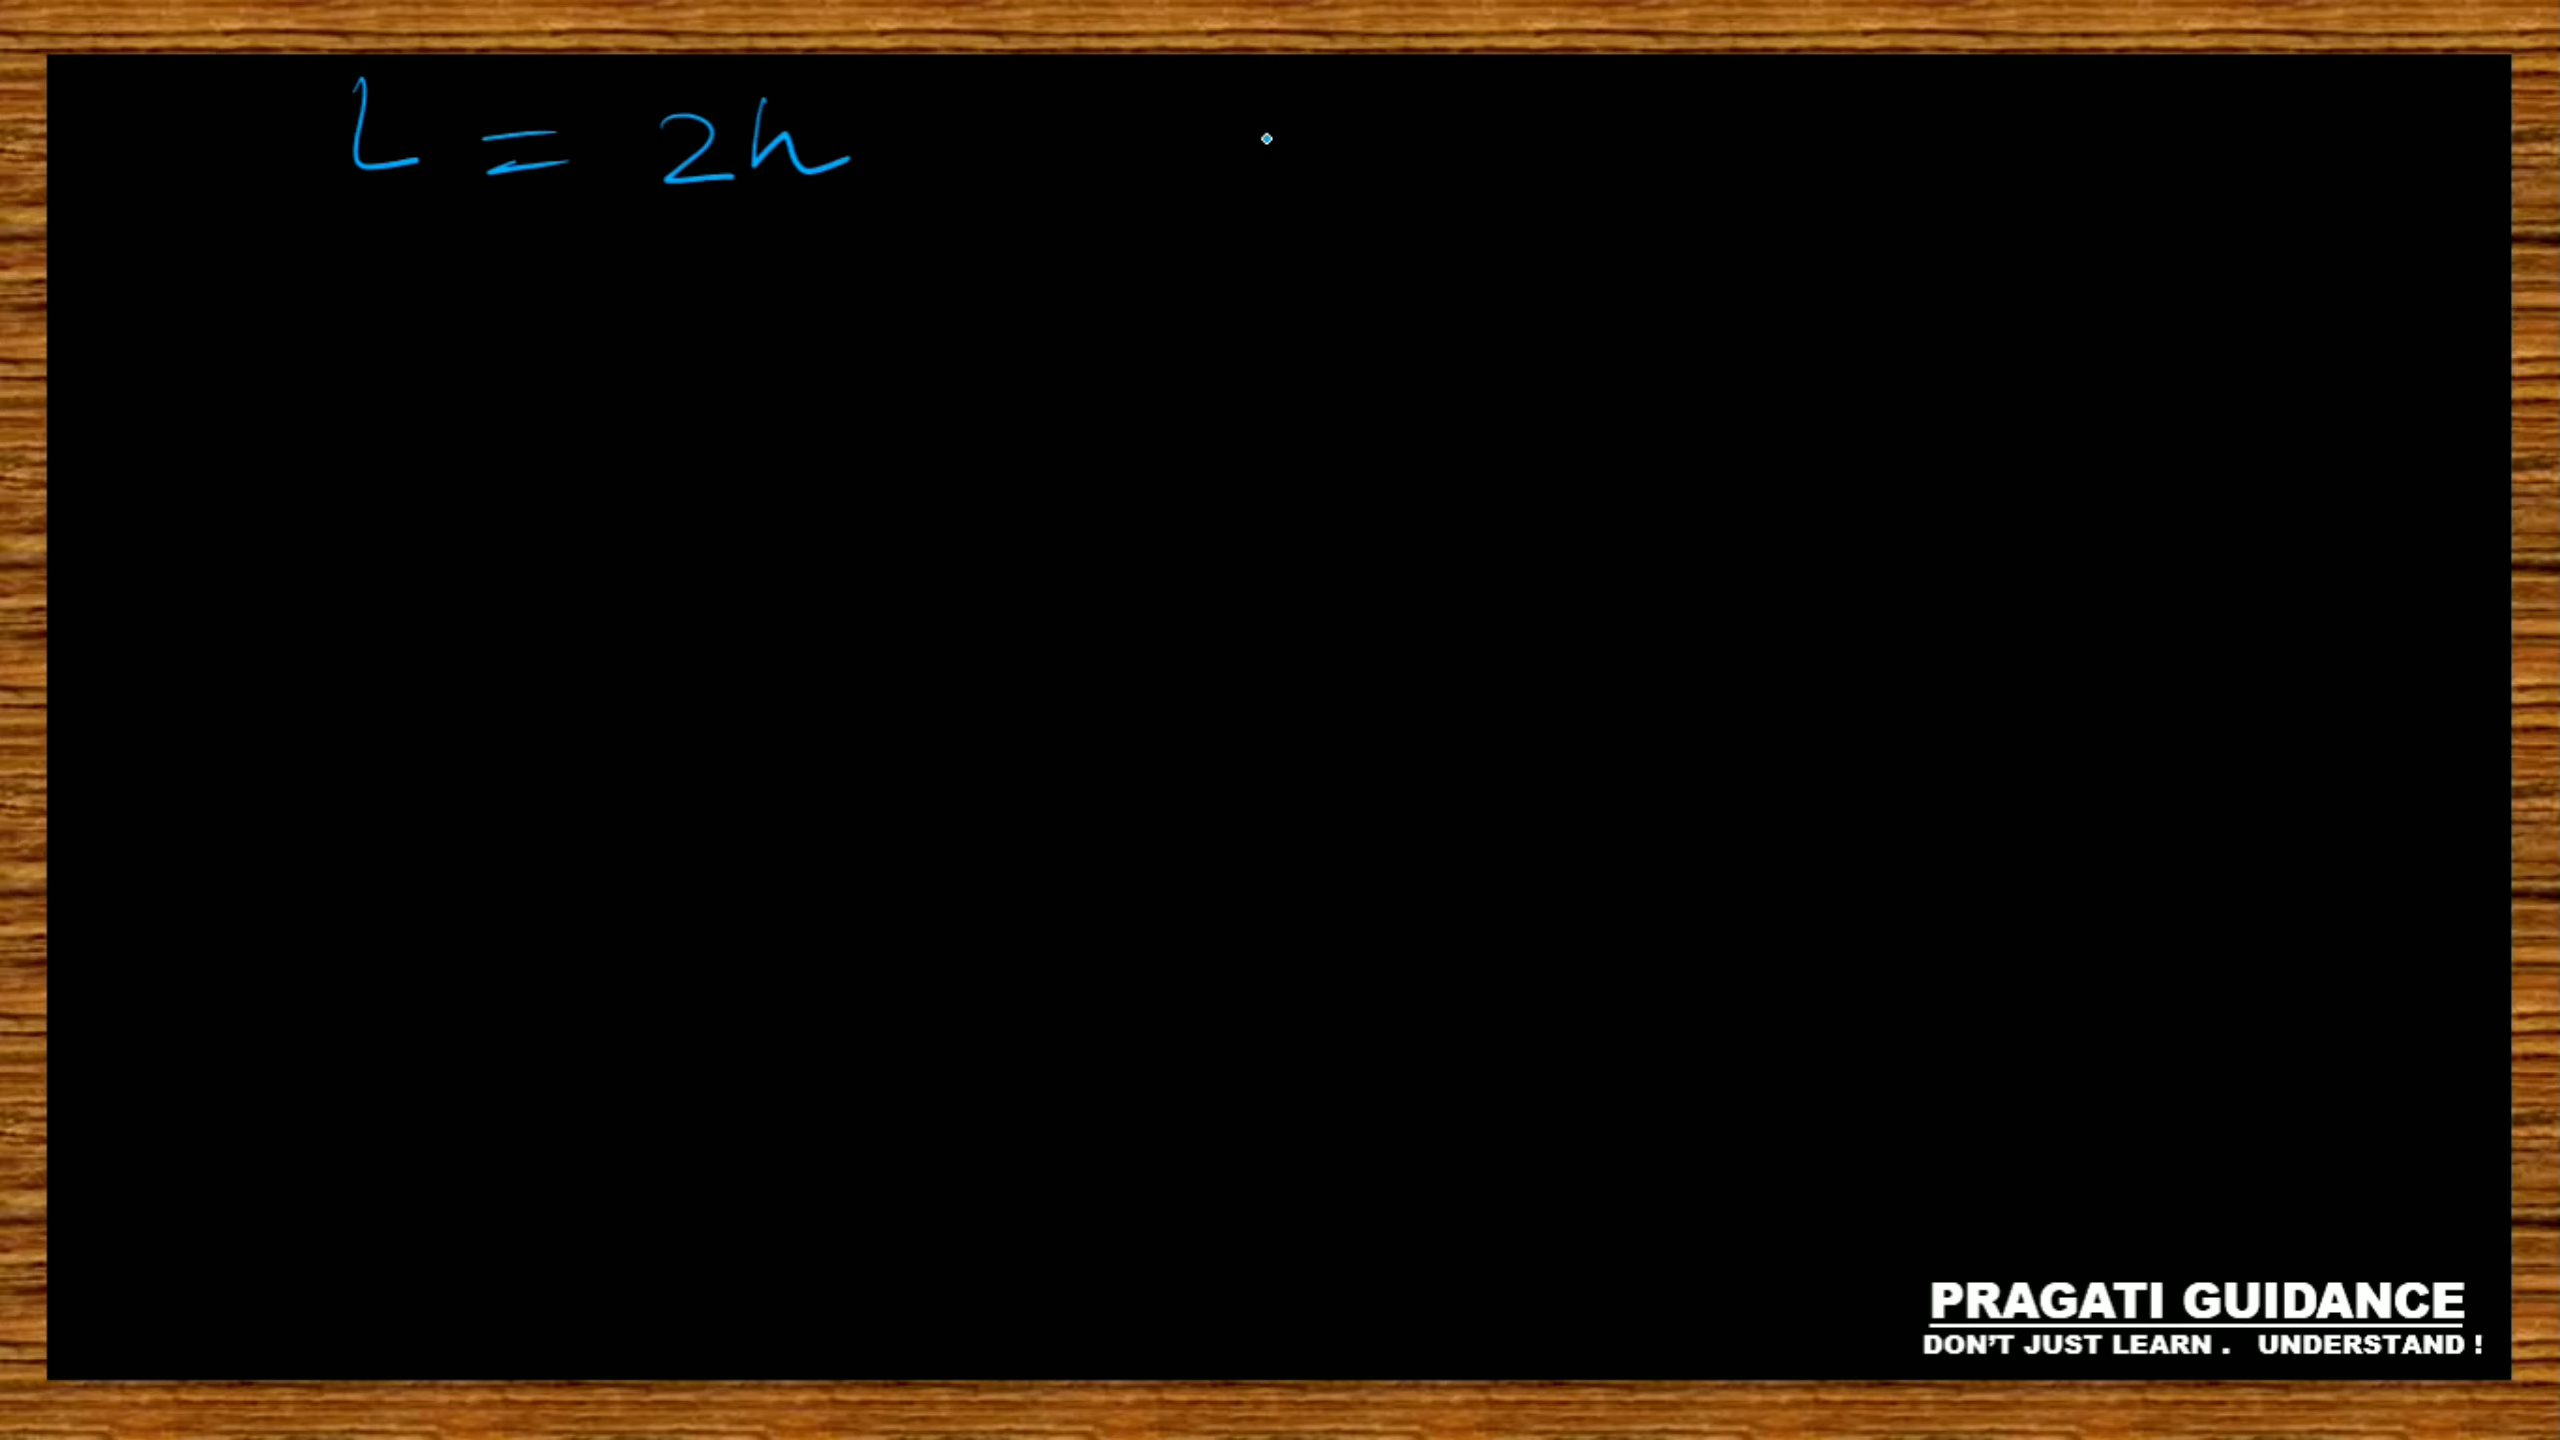 l = 2h
PRAGATI GUIDANCE
DON'T JUST LEARN . UNDERSTAND !